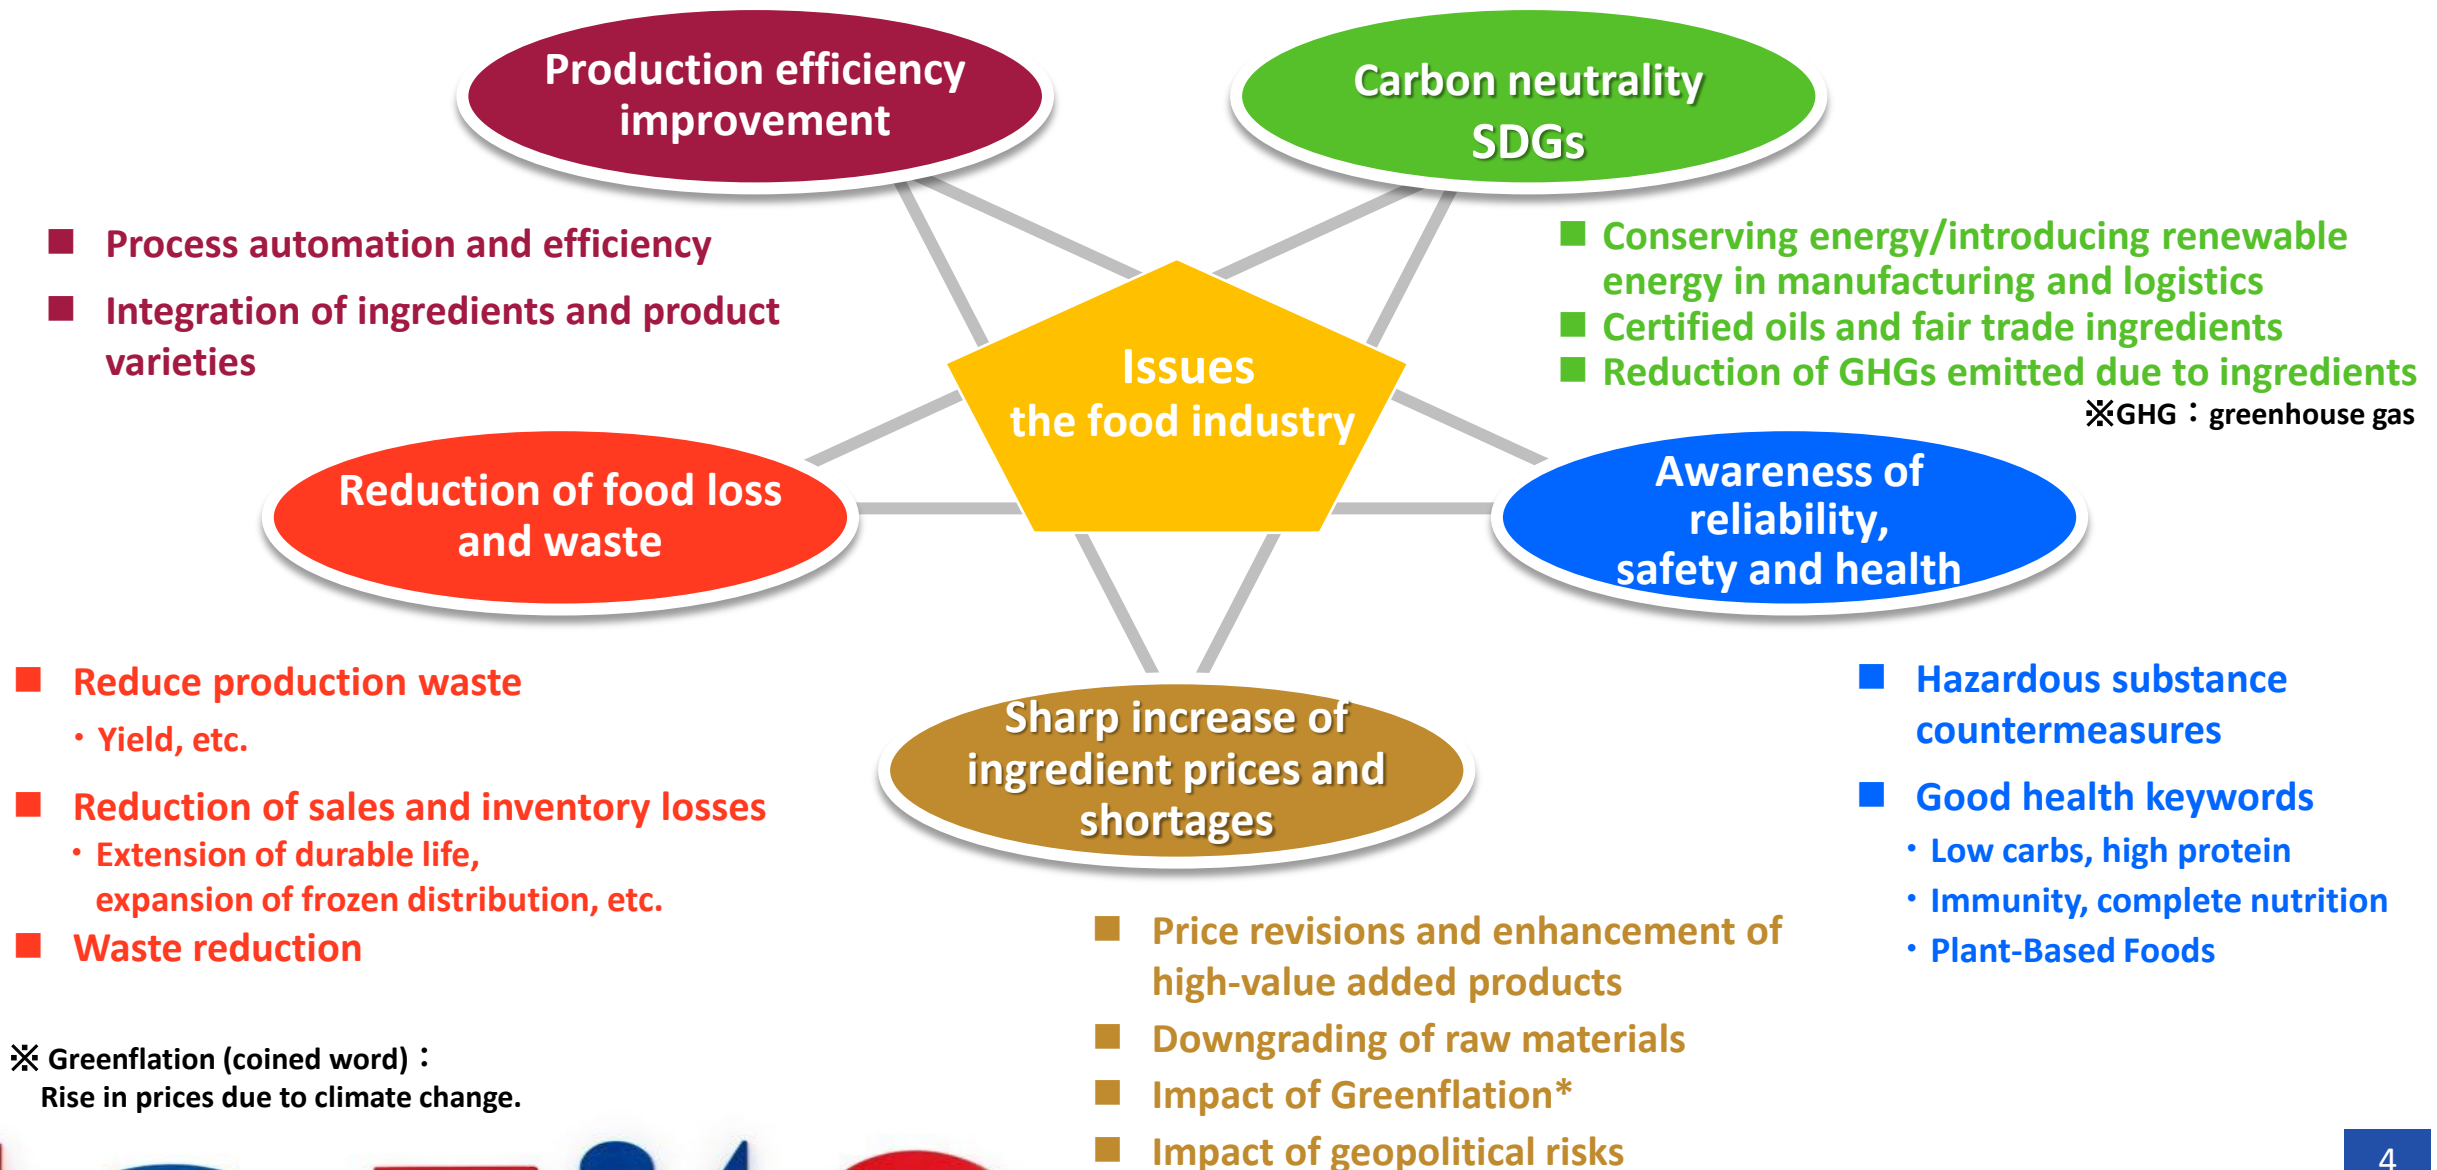 Production efficiency
improvement
Carbon neutrality
SDGs
■ Process automation and efficiency
■ Integration of ingredients and product
varieties
■ Conserving energy/introducing renewable
energy in manufacturing and logistics
■ Certified oils and fair trade ingredients
■ Reduction of GHGs emitted due to ingredients
※GHG：greenhouse gas
Issues
the food industry
Reduction of food loss
and waste
Awareness of
reliability,
safety and health
■ Reduce production waste
・Yield, etc.
■ Reduction of sales and inventory losses
・Extension of durable life,
expansion of frozen distribution, etc.
■ Waste reduction
Sharp increase of
ingredient prices and
shortages
■ Hazardous substance
countermeasures
■ Good health keywords
・Low carbs, high protein
・Immunity, complete nutrition
・Plant-Based Foods
■ Price revisions and enhancement of
high-value added products
■ Downgrading of raw materials
■ Impact of Greenflation*
■ Impact of geopolitical risks
※ Greenflation (coined word)：
Rise in prices due to climate change.
4